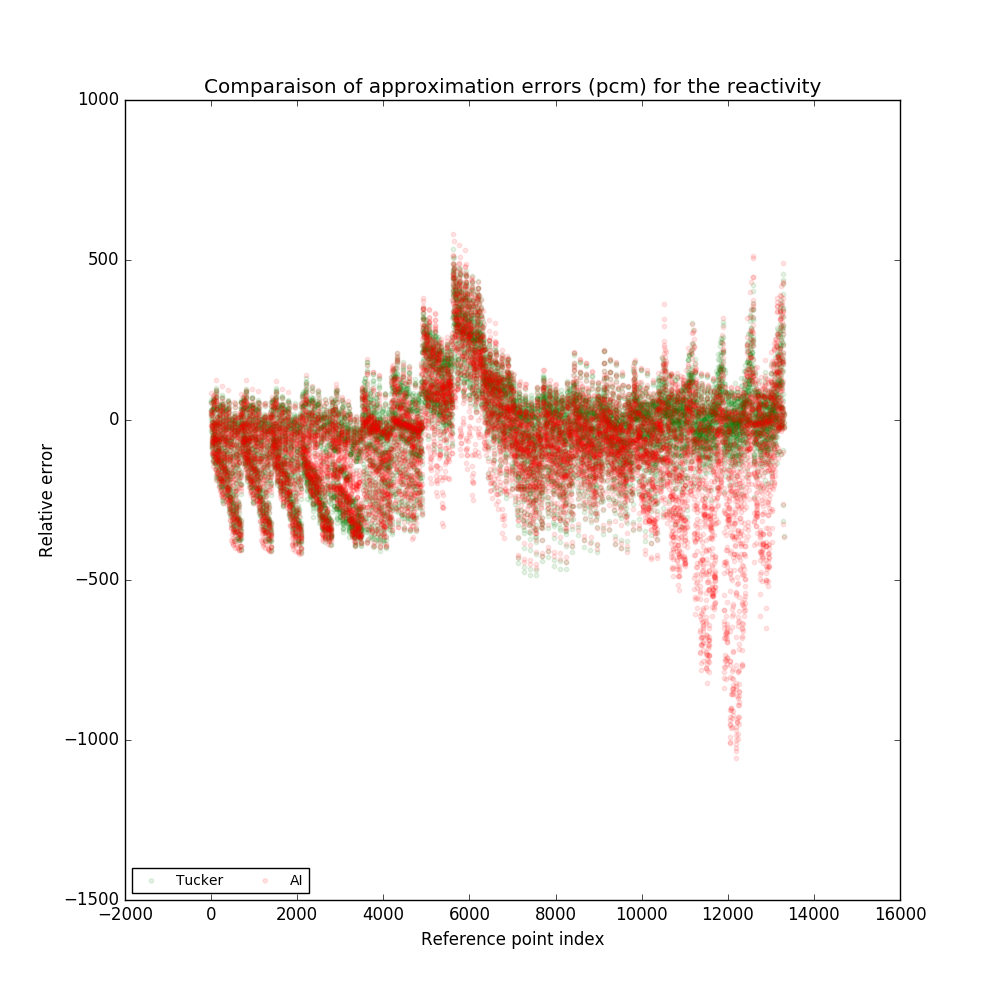 Comparaison of approximation errors (pcm) for the reactivity
1000
500
0
−500
−1000
−1500
Relative error
−2000 0 2000 4000 6000 8000 10000 12000 14000 16000
Reference point index
Tucker AI